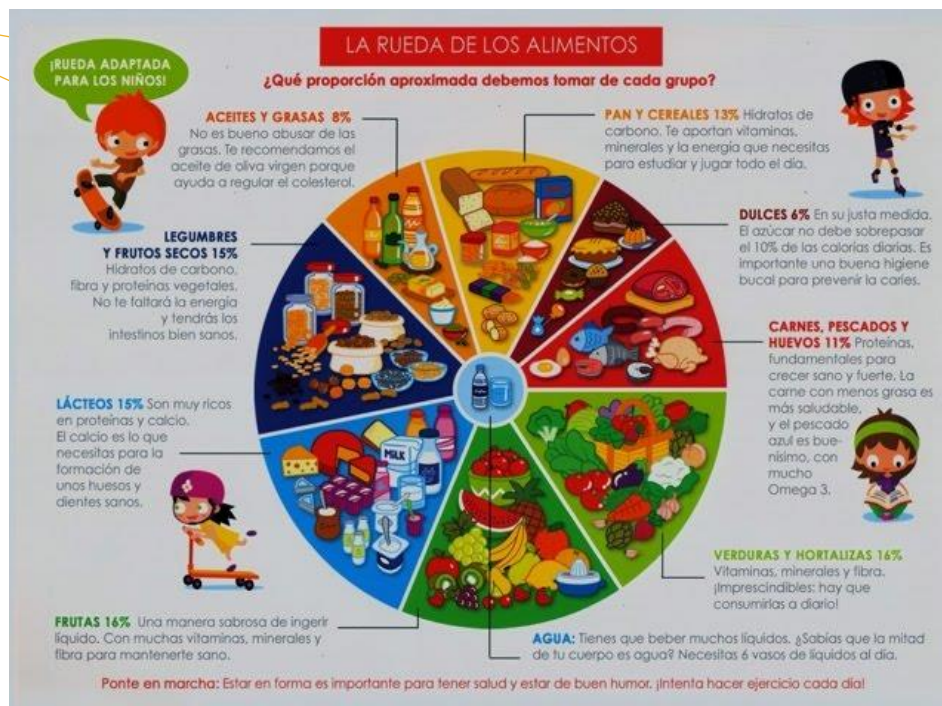 LA RUEDA DE LOS ALIMENTOS
¿Qué proporción aproximada debemos tomar de cada grupo?
¡RUEDA ADAPTADA
PARA LOS NIÑOS!
ACEITES Y GRASAS 8%
No es bueno abusar de las
grasas. Te recomendamos el
aceite de oliva virgen porque
ayuda a regular el colesterol.
PAN Y CEREALES 13% Hidratos de
carbono. Te aportan vitaminas,
minerales y la energía que necesitas
para estudiar y jugar todo el día.
DULCES 6% En su justa medida.
El azúcar no debe sobrepasar
el 10% de las calorías diarias. Es
importante una buena higiene
bucal para prevenir la caries.
LEGUMBRES
Y FRUTOS SECOS 15%
Hidratos de carbono,
fibra y proteínas vegetales.
No te faltará la energía
y tendrás los
intestinos bien sanos.
CARNES, PESCADOS Y
HUEVOS 11% Proteínas,
fundamentales para
crecer sano y fuerte. La
carne con menos grasa es
más saludable,
y el pescado
azul es bue-
nísimo, con
mucho
Omega 3.
LÁCTEOS 15% Son muy ricos
en proteínas y calcio.
El calcio es lo que
necesitas para la
formación de
unos huesos y
dientes sanos.
MILK
VERDURAS Y HORTALIZAS 16%
Vitaminas, minerales y fibra.
¡Imprescindibles: hay que
consumirlas a diario!
FRUTAS 16% Una manera sabrosa de ingerir
líquido. Con muchas vitaminas, minerales y
fibra para mantenerte sano.
AGUA: Tienes que beber muchos líquidos. ¿Sabías que la mitad
de tu cuerpo es agua? Necesitas 6 vasos de líquidos al día.
Ponte en marcha: Estar en forma es importante para tener salud y estar de buen humor. ¡Intenta hacer ejercicio cada día!